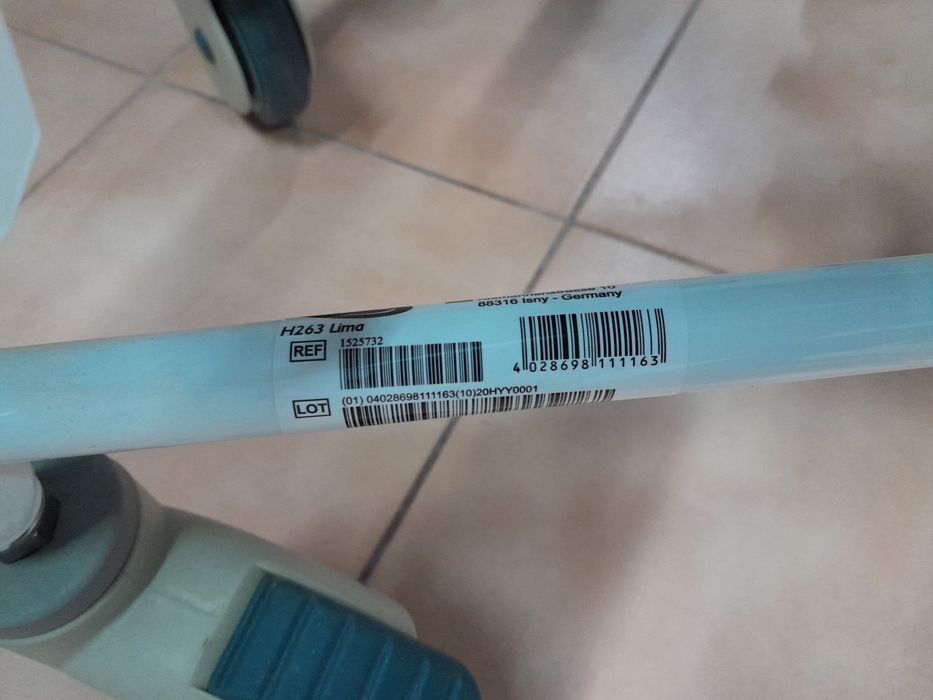 88316 Isny - Germany
H263 Lima
REF 1525732
4 028698 111163
LOT (01) 04028698111163(10)20HYY0001